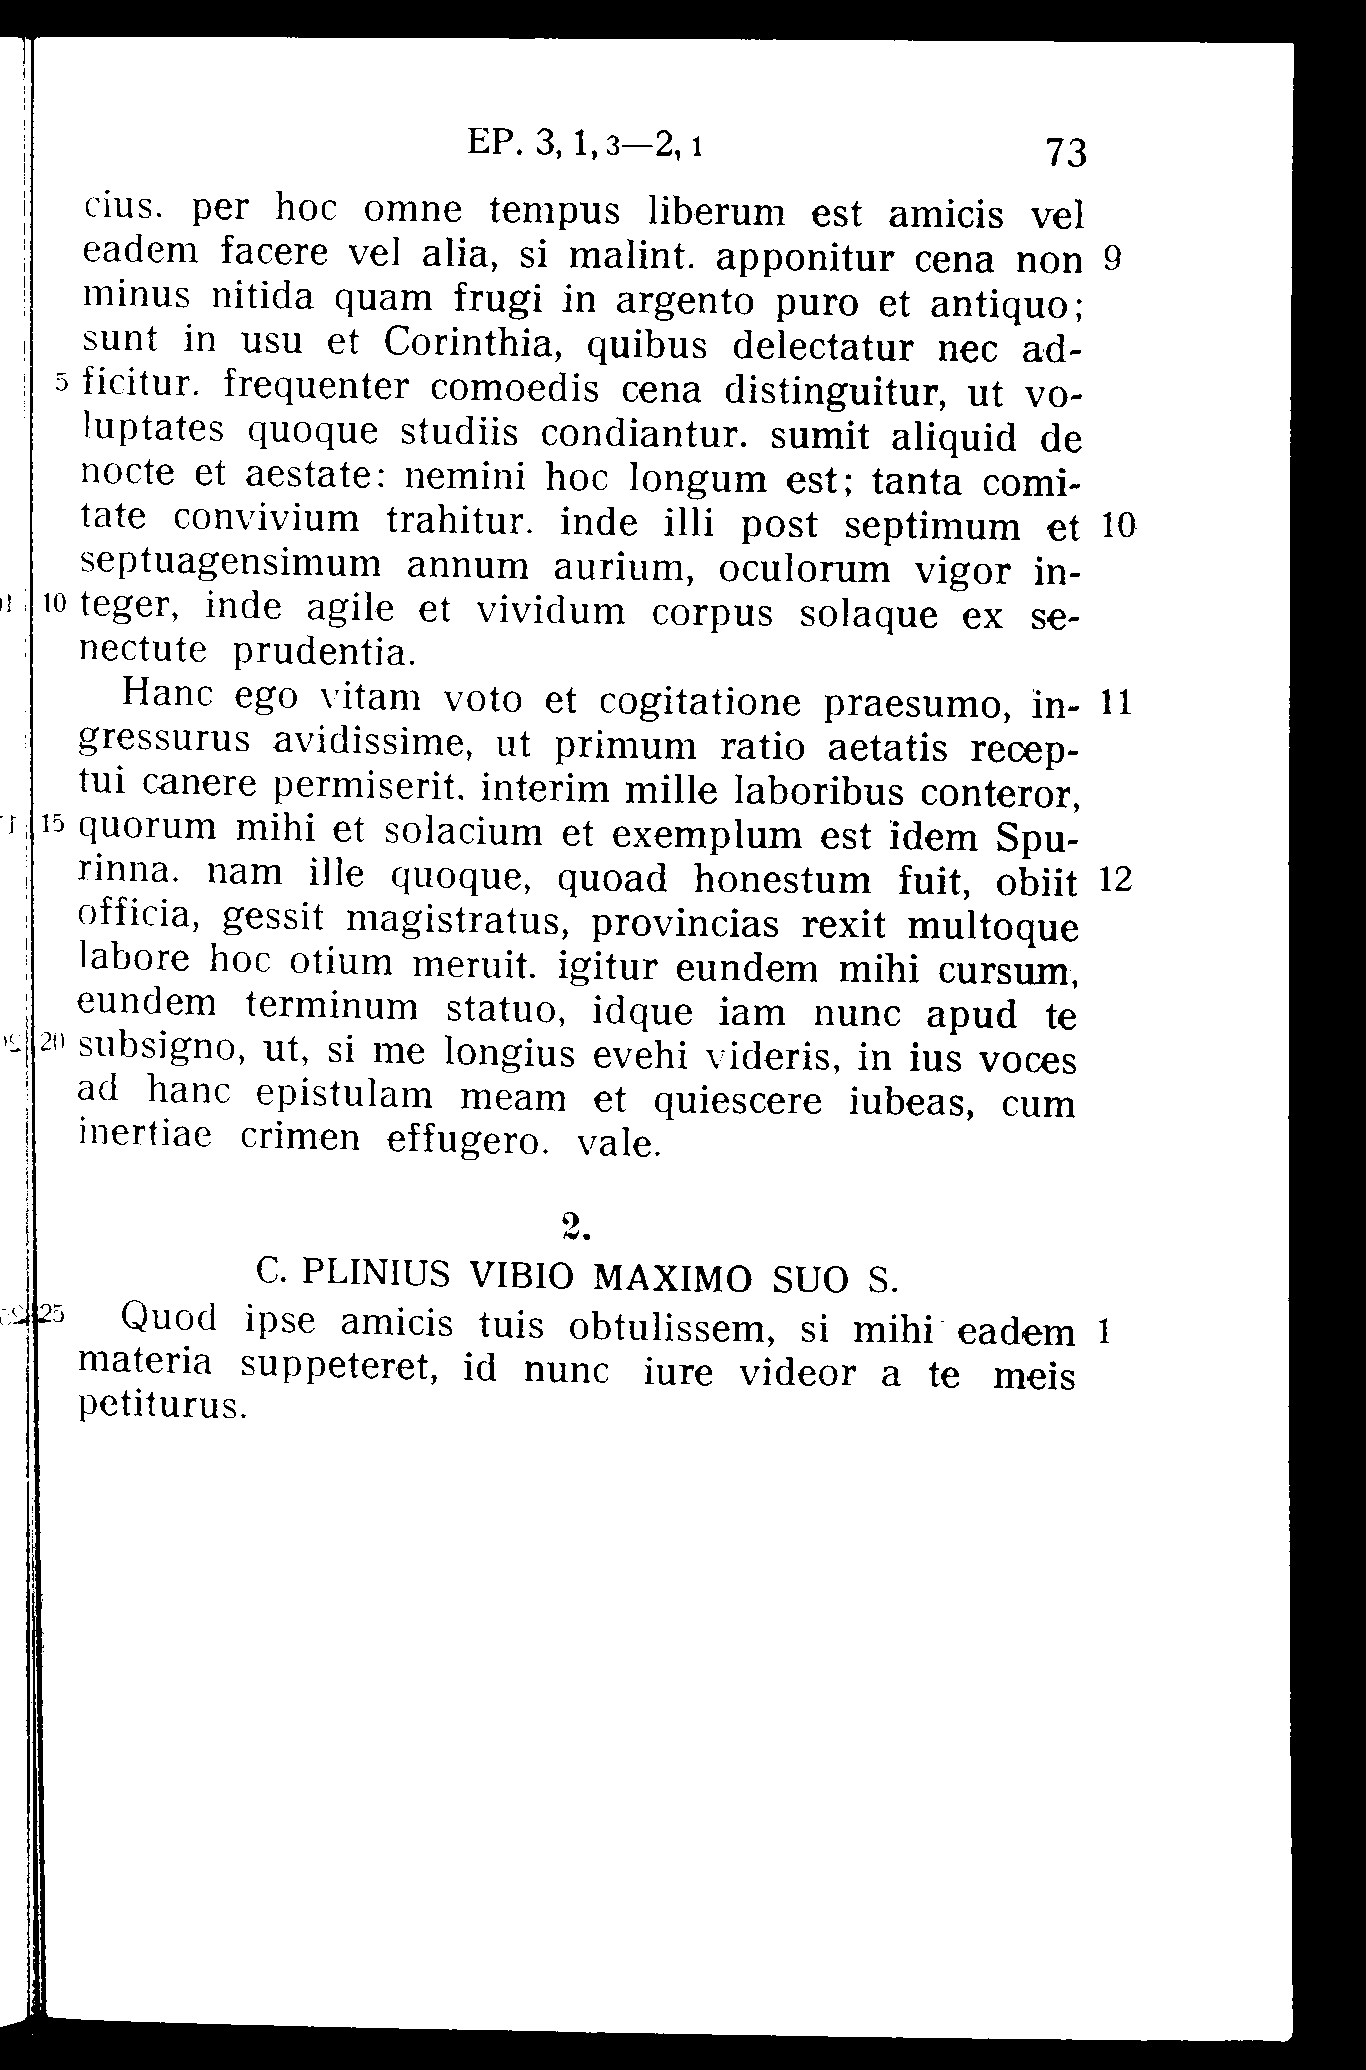 EP. 3, 1, 3—2, 1 73
cius. per hoc omne tempus liberum est amicis vel
eadem facere vel alia, si malint. apponitur cena non 9
minus nitida quam frugi in argento puro et antiquo;
sunt in usu et Corinthia, quibus delectatur nec ad-
5 ficitur. frequenter comoedis cena distinguitur, ut vo-
luptates quoque studiis condiantur. sumit aliquid de
nocte et aestate: nemini hoc longum est; tanta comi-
tate convivium trahitur. inde illi post septimum et 10
septuagensimum annum aurium, oculorum vigor in-
10 teger, inde agile et vividum corpus solaque ex se-
nectute prudentia.
Hanc ego vitam voto et cogitatione praesumo, in- 11
gressurus avidissime, ut primum ratio aetatis recep-
tui canere permiserit. interim mille laboribus conteror,
15 quorum mihi et solacium et exemplum est idem Spu-
rinna. nam ille quoque, quoad honestum fuit, obiit 12
officia, gessit magistratus, provincias rexit multoque
labore hoc otium meruit. igitur eundem mihi cursum,
eundem terminum statuo, idque iam nunc apud te
20 subsigno, ut, si me longius evehi videris, in ius voces
ad hanc epistulam meam et quiescere iubeas, cum
inertiae crimen effugero. vale.
2.
C. PLINIUS VIBIO MAXIMO SUO S.
25 Quod ipse amicis tuis obtulissem, si mihi eadem 1
materia suppeteret, id nunc iure videor a te meis
petiturus.